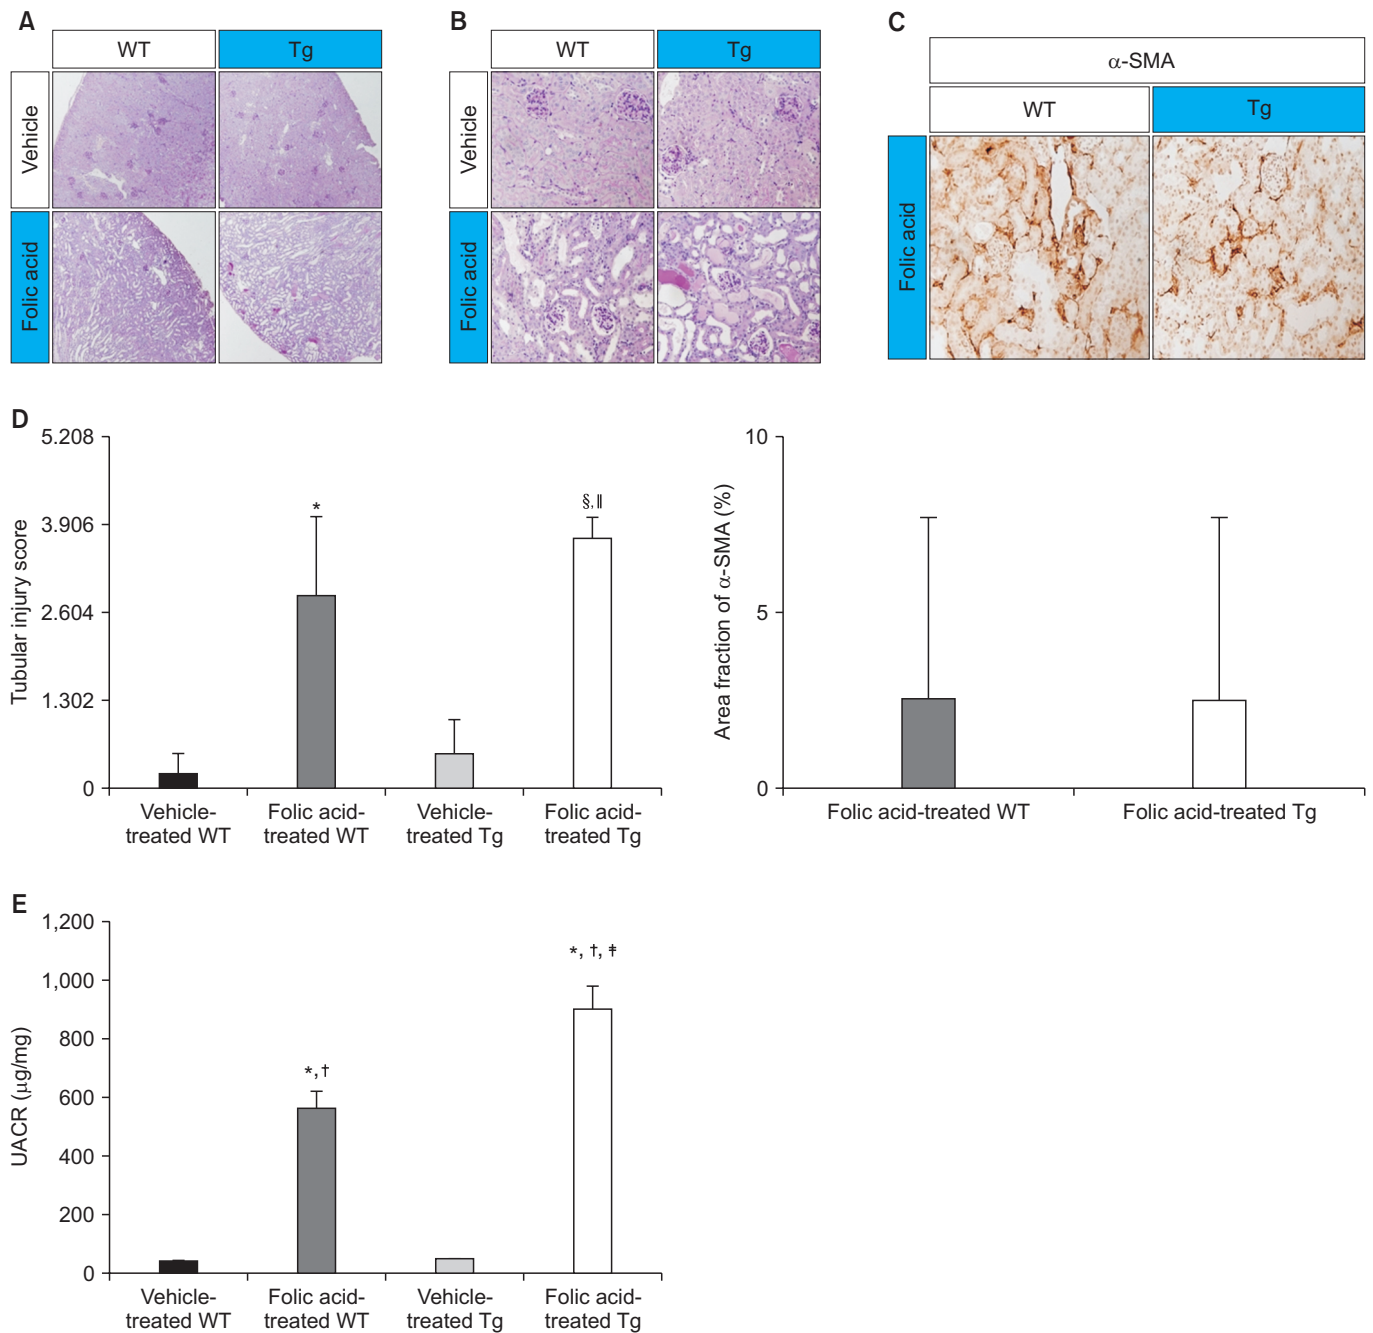 A
WT
Tg
Vehicle
Folic acid
B
WT
Tg
Vehicle
Folic acid
C
α-SMA
WT
Tg
Folic acid
D
Tubular injury score
5.208
3.906
2.604
1.302
0
*
§,ǁ
Vehicle-
treated WT
Folic acid-
treated WT
Vehicle-
treated Tg
Folic acid-
treated Tg
Area fraction of α-SMA (%)
10
5
0
Folic acid-treated WT
Folic acid-treated Tg
E
UACR (μg/mg)
1,200
1,000
800
600
400
200
0
*,†
*, †, ‡
Vehicle-
treated WT
Folic acid-
treated WT
Vehicle-
treated Tg
Folic acid-
treated Tg